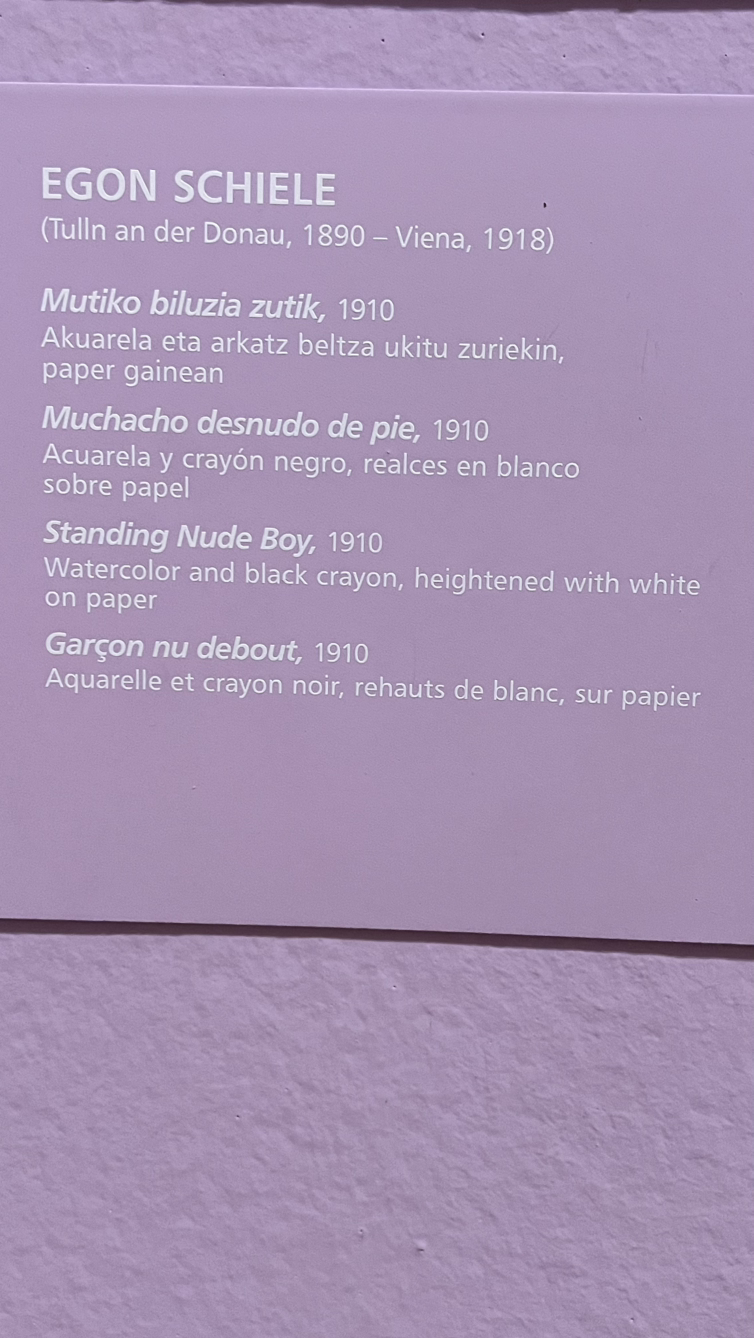 EGON SCHIELE
(Tulln an der Donau, 1890 – Viena, 1918)
Mutiko biluzia zutik, 1910
Akuarela eta arkatz beltza ukitu zuriekin,
paper gainean
Muchacho desnudo de pie, 1910
Acuarela y crayón negro, realces en blanco
sobre papel
Standing Nude Boy, 1910
Watercolor and black crayon, heightened with white
on paper
Garçon nu debout, 1910
Aquarelle et crayon noir, rehauts de blanc, sur papier